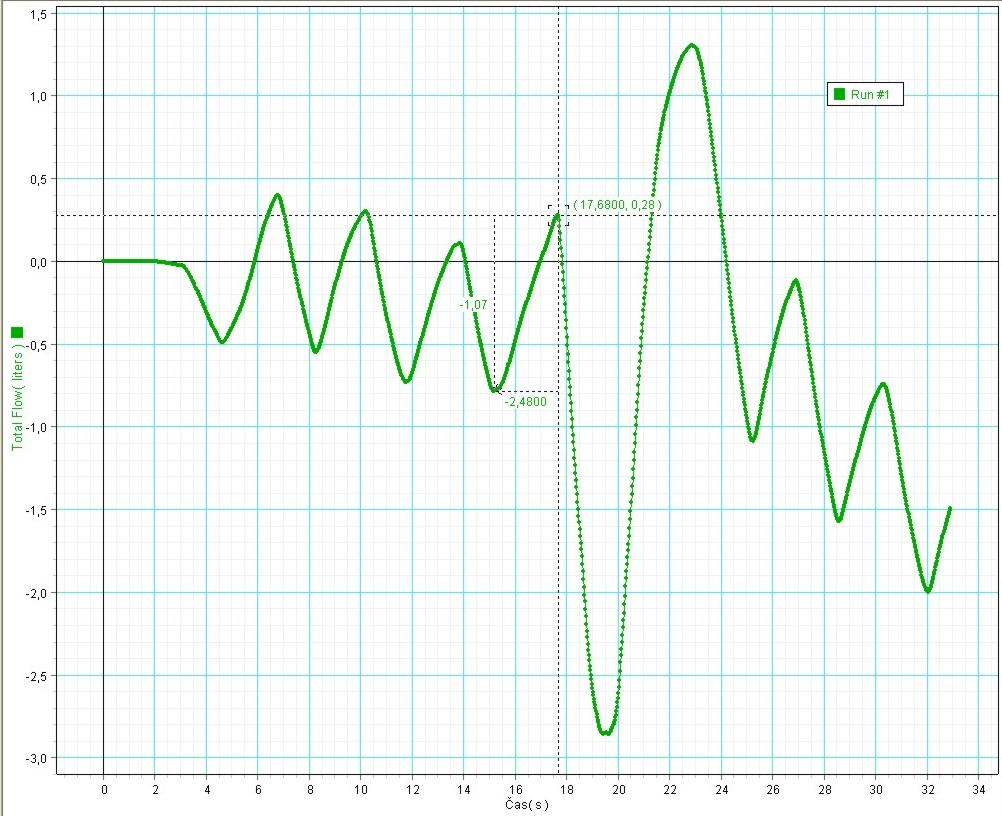 1,5
1,0
0,5
0,0
-0,5
-1,0
-1,5
-2,0
-2,5
-3,0
Total Flow( liters )
Run #1
( 17,6800, 0,28 )
-1,07
-2,4800
0 2 4 6 8 10 12 14 16 18 20 22 24 26 28 30 32 34
Čas( s )